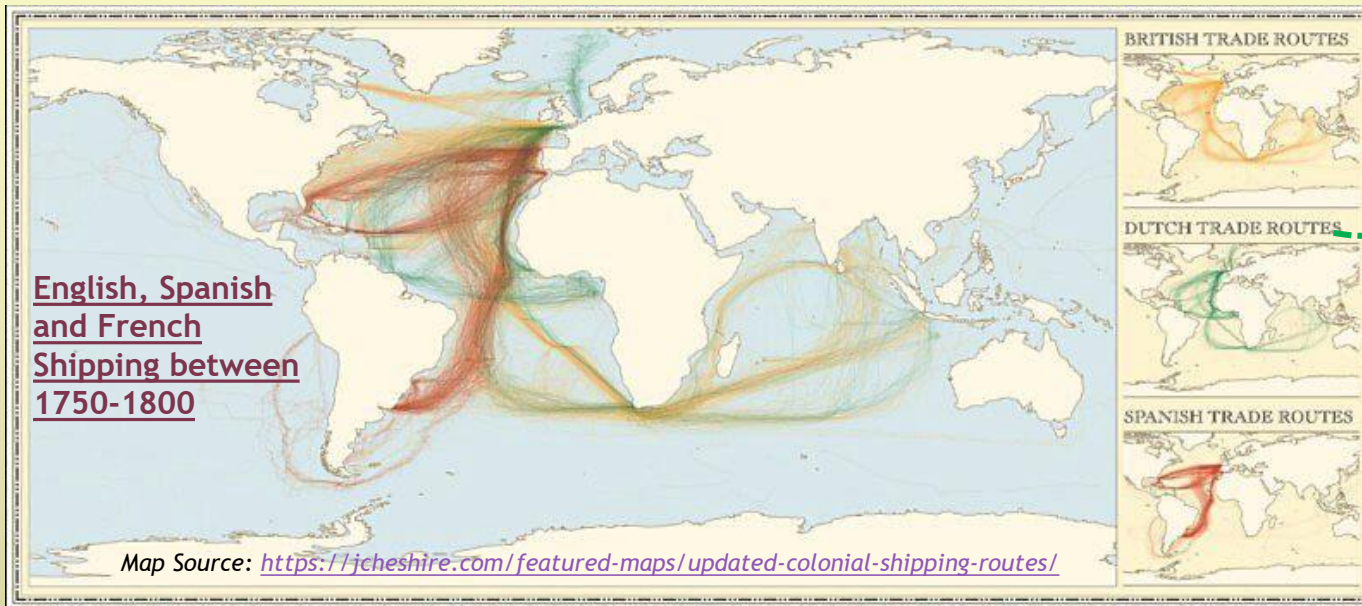 BRITISH TRADE ROUTES
DUTCH TRADE ROUTES
SPANISH TRADE ROUTES
English, Spanish
and French
Shipping between
1750-1800
Map Source: https://jcheshire.com/featured-maps/updated-colonial-shipping-routes/